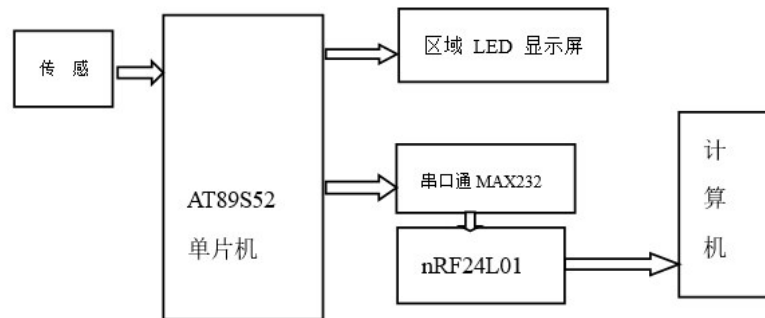 传 感
区域 LED 显示屏
AT89S52
单片机
串口通 MAX232
nRF24L01
计
算
机